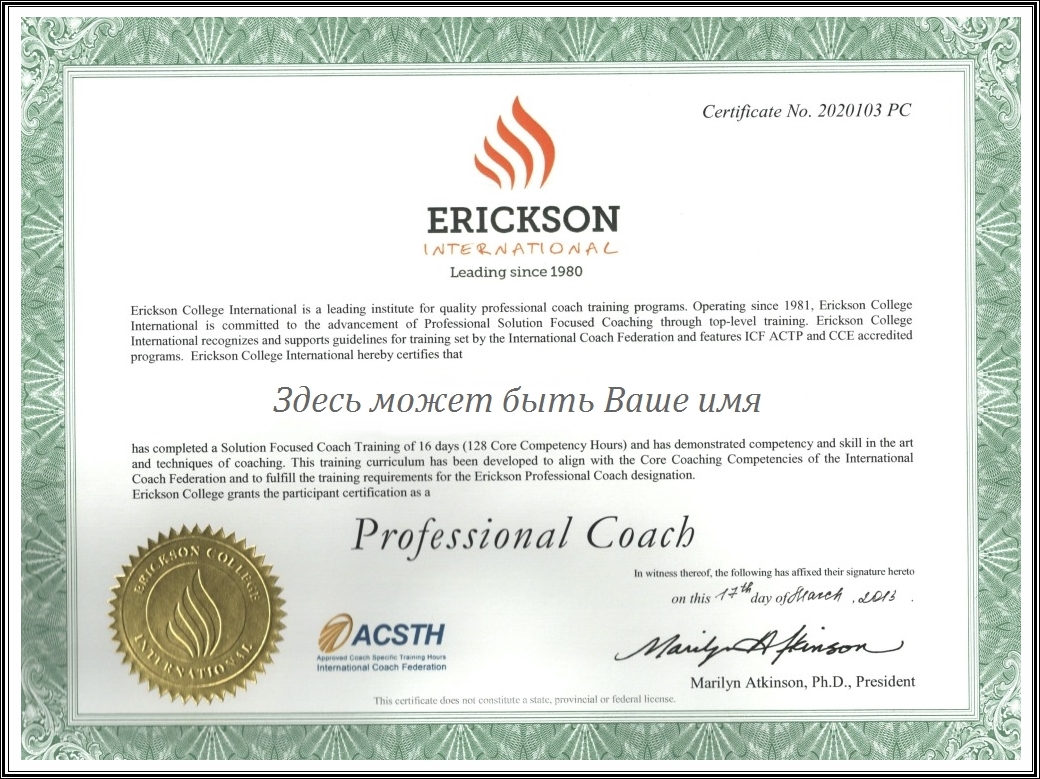 Certificate No. 2020103 PC
ERICKSON
INTERNATIONAL
Leading since 1980
Erickson College International is a leading institute for quality professional coach training programs. Operating since 1981, Erickson College
International is committed to the advancement of Professional Solution Focused Coaching through top-level training. Erickson College
International recognizes and supports guidelines for training set by the International Coach Federation and features ICF ACTP and CCE accredited
programs. Erickson College International hereby certifies that
Здесь может быть Ваше имя
has completed a Solution Focused Coach Training of 16 days (128 Core Competency Hours) and has demonstrated competency and skill in the art
and techniques of coaching. This training curriculum has been developed to align with the Core Coaching Competencies of the International
Coach Federation and to fulfill the training requirements for the Erickson Professional Coach designation.
Erickson College grants the participant certification as a
Professional Coach
ERICKSON COLLEGE
INTERNATIONAL
In witness thereof, the following has affixed their signature hereto
on this 17th day of March , 2013 .
ACSTH
Approved Coach Specific Training Hours
International Coach Federation
Marilyn Atkinson
Marilyn Atkinson, Ph.D., President
This certificate does not constitute a state, provincial or federal license.